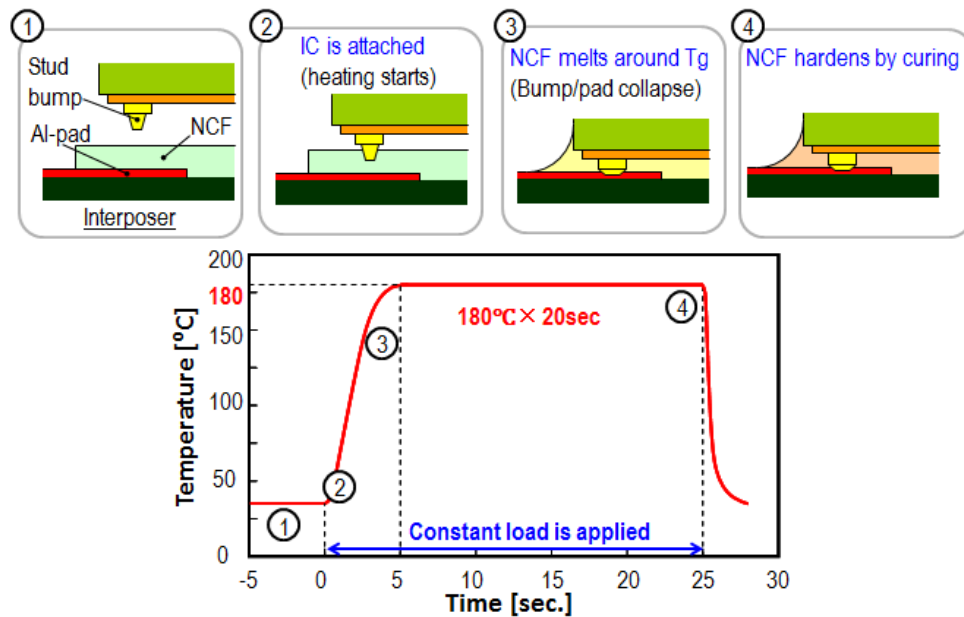 1
Stud
bump
NCF
Al-pad
Interposer
2
IC is attached
(heating starts)
3
NCF melts around Tg
(Bump/pad collapse)
4
NCF hardens by curing
Temperature [⁰C]
200
180
150
100
50
0
180℃× 20sec
1
2
3
4
Constant load is applied
-5
0
5
10
15
20
25
30
Time [sec.]